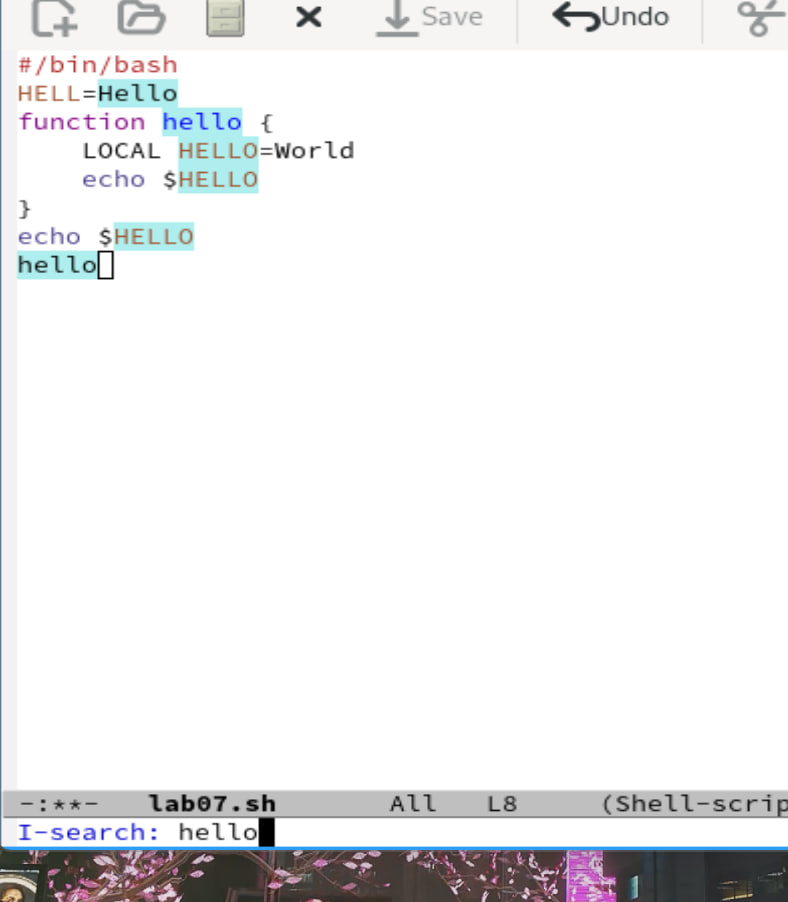 Save Undo
#/bin/bash
HELL=Hello
function hello {
    LOCAL HELLO=World
    echo $HELLO
}
echo $HELLO
hello
-:**- lab07.sh All L8 (Shell-scrip
I-search: hello